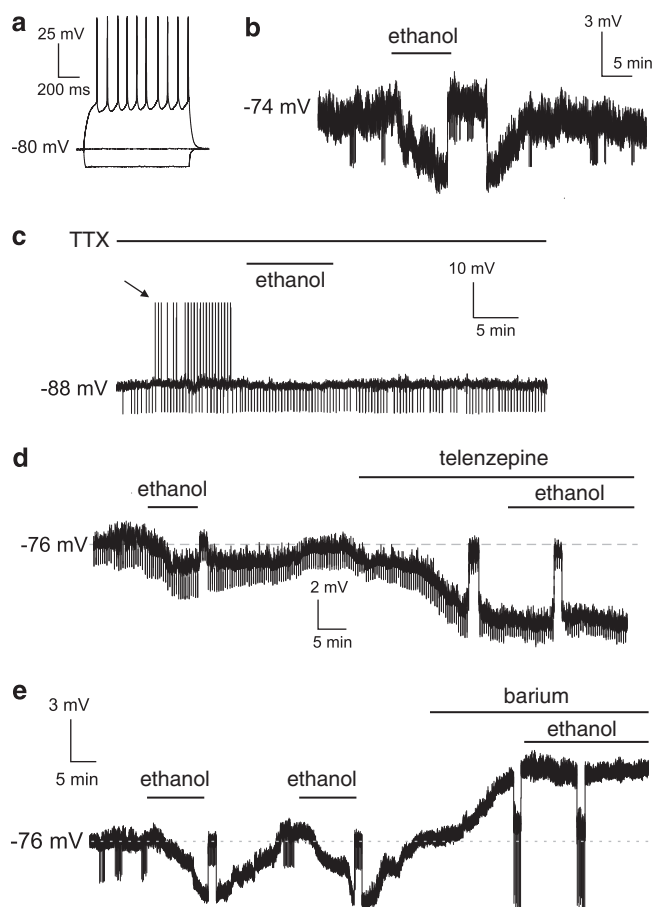 a
25 mV
200 ms
-80 mV
b
ethanol
3 mV
5 min
-74 mV
c
TTX
ethanol
10 mV
5 min
-88 mV
d
telenzepine
ethanol
ethanol
-76 mV
2 mV
5 min
e
3 mV
5 min
barium
ethanol
ethanol
ethanol
-76 mV